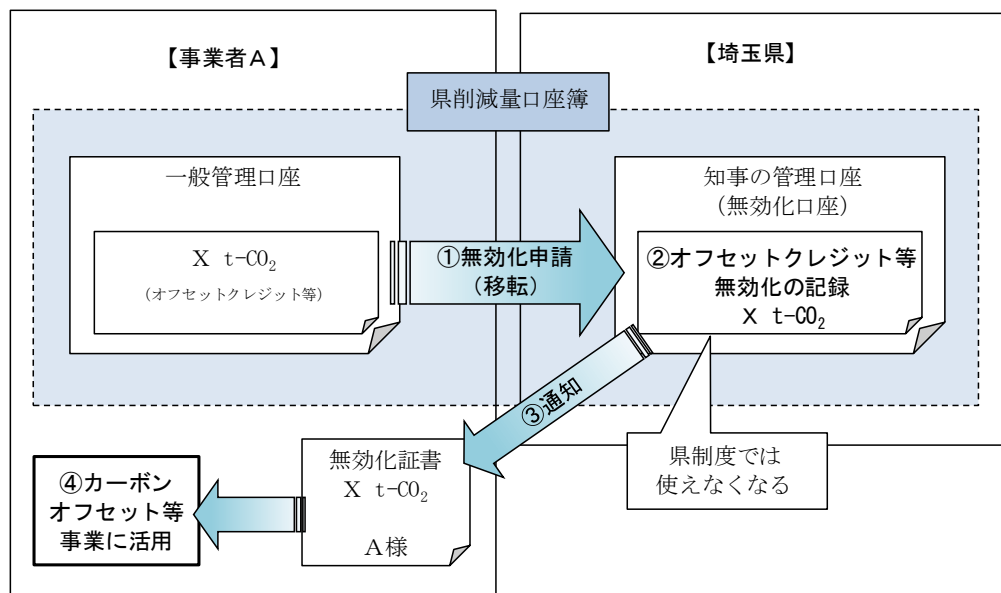 【事業者A】
【埼玉県】
県削減量口座簿
一般管理口座
X t-CO₂
（オフセットクレジット等）
①無効化申請
（移転）
知事の管理口座
（無効化口座）
②オフセットクレジット等
無効化の記録
X t-CO₂
③通知
県制度では
使えなくなる
無効化証書
X t-CO₂
A様
④カーボン
オフセット等
事業に活用